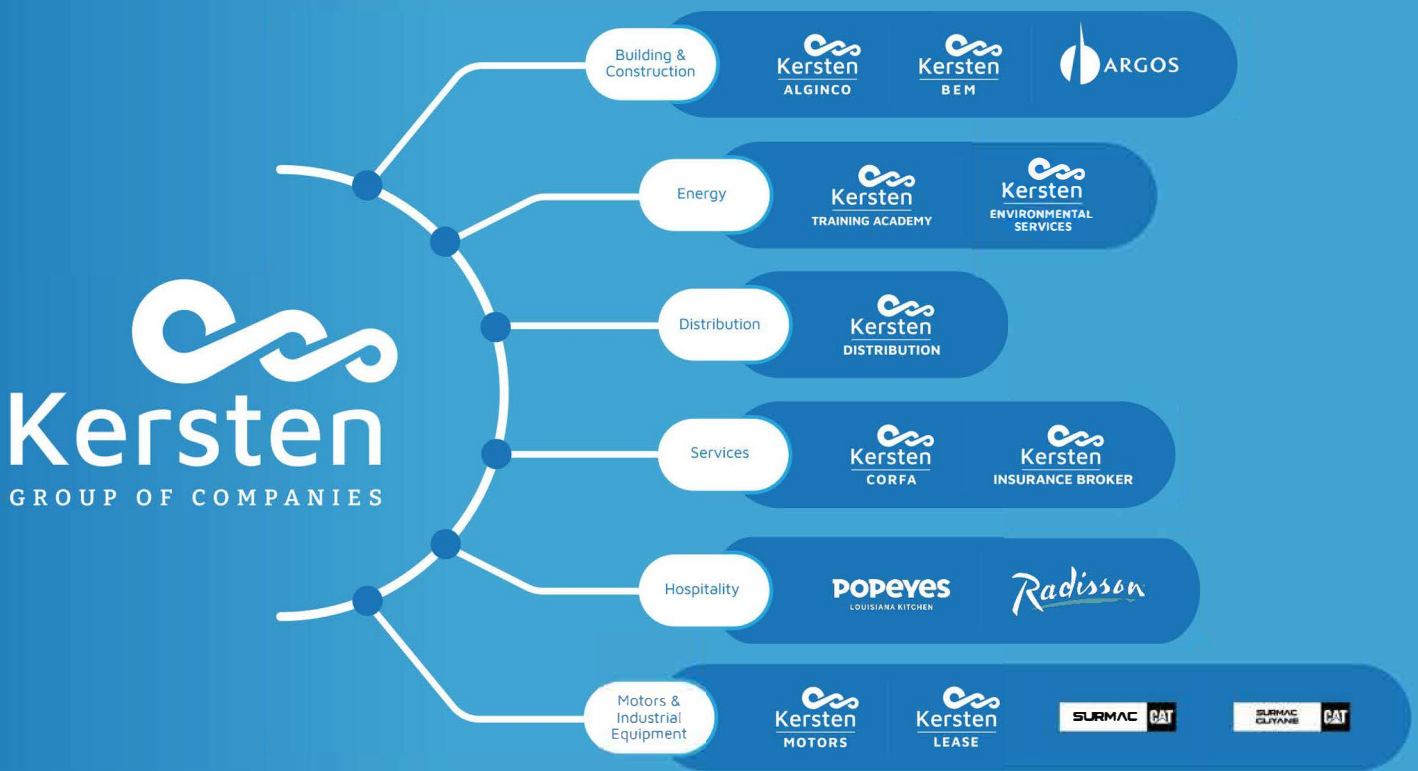 Kersten
GROUP OF COMPANIES
Building &
Construction
Kersten
ALGINCO
Kersten
BEM
ARGOS
Energy
Kersten
TRAINING ACADEMY
Kersten
ENVIRONMENTAL
SERVICES
Distribution
Kersten
DISTRIBUTION
Services
Kersten
CORFA
Kersten
INSURANCE BROKER
Hospitality
POPEYES
LOUISIANA KITCHEN
Radisson
Motors &
Industrial
Equipment
Kersten
MOTORS
Kersten
LEASE
SURMAC CAT
SURMAC
GUYANE CAT